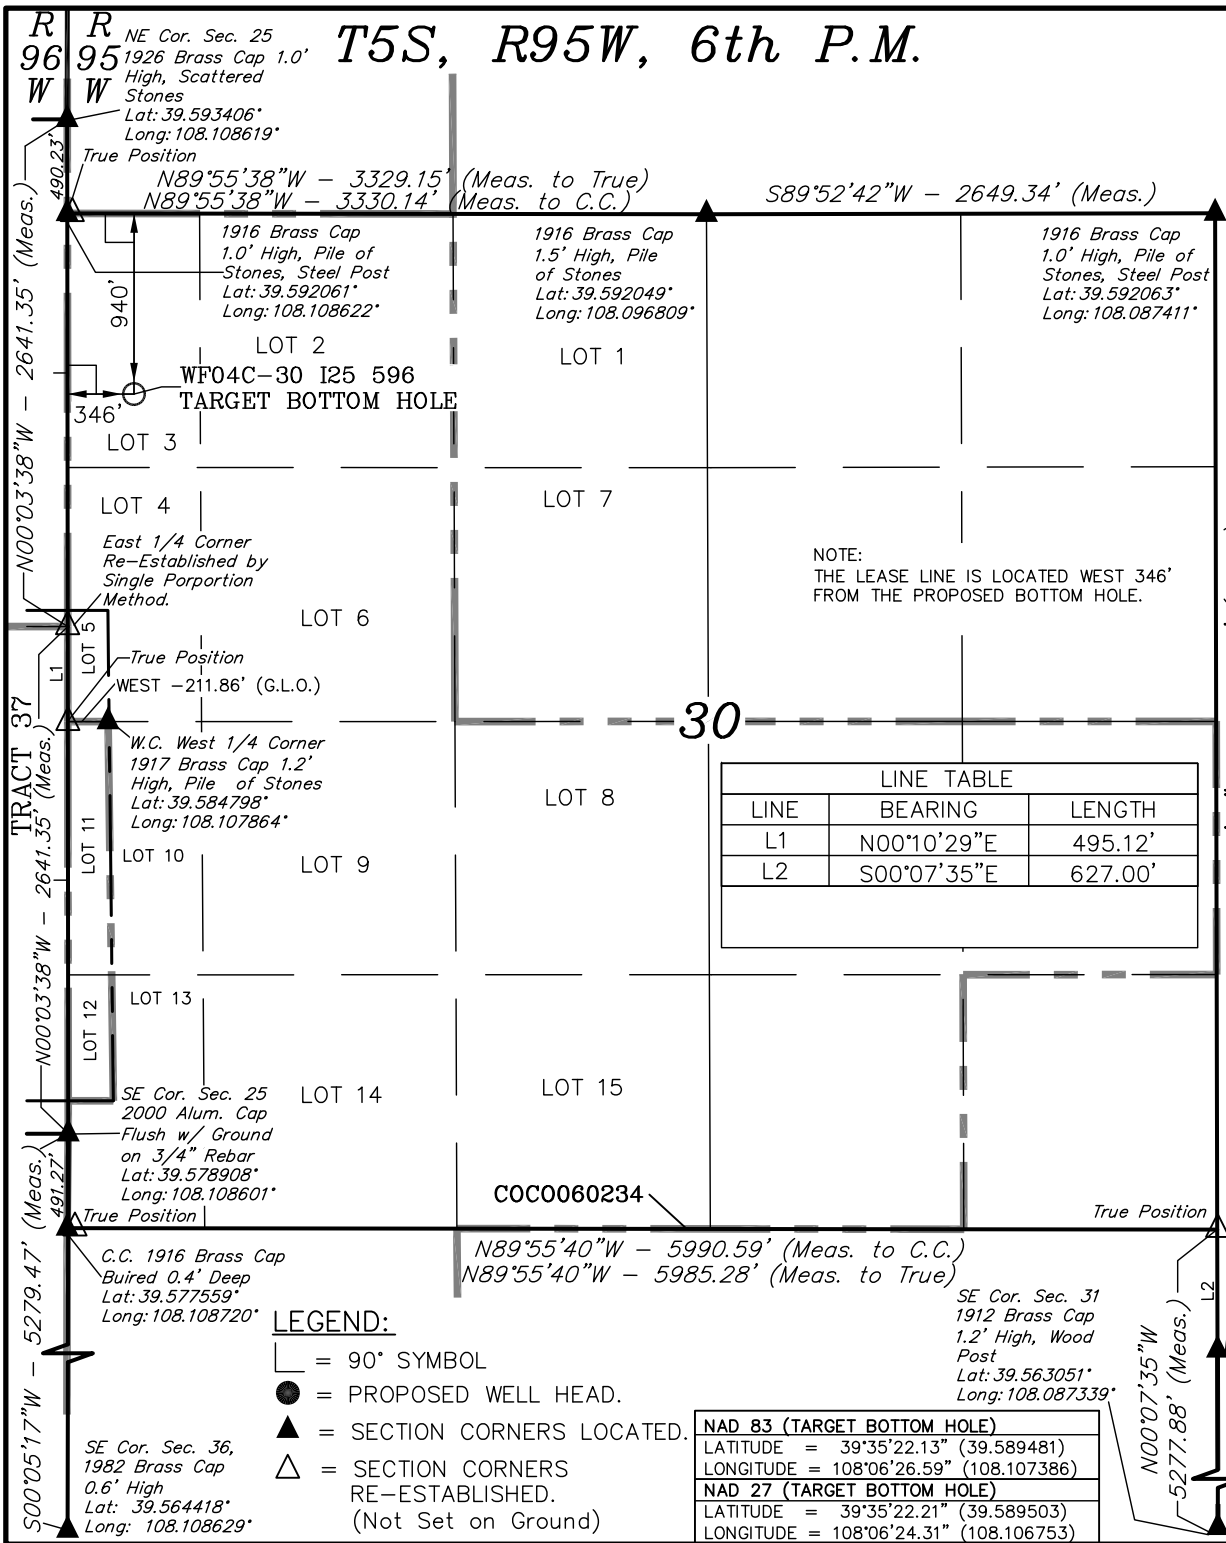 T5S, R95W, 6th P.M.
R
96
W
R
95
W
NE Cor. Sec. 25
1926 Brass Cap 1.0'
High, Scattered
Stones
Lat: 39.593406°
Long: 108.108619°
490.23'
True Position
N89°55'38"W - 3329.15' (Meas. to True)
N89°55'38"W - 3330.14' (Meas. to C.C.)
S89°52'42"W - 2649.34' (Meas.)
N00°03'38"W - 2641.35' (Meas.)
1916 Brass Cap
1.0' High, Pile of
Stones, Steel Post
Lat: 39.592061°
Long: 108.108622°
1916 Brass Cap
1.5' High, Pile
of Stones
Lat: 39.592049°
Long: 108.096809°
1916 Brass Cap
1.0' High, Pile of
Stones, Steel Post
Lat: 39.592063°
Long: 108.087411°
940'
LOT 2
LOT 1
WF04C-30 I25 596
TARGET BOTTOM HOLE
346'
LOT 3
LOT 4
LOT 7
East 1/4 Corner
Re-Established by
Single Porportion
Method.
NOTE:
THE LEASE LINE IS LOCATED WEST 346'
FROM THE PROPOSED BOTTOM HOLE.
LOT 6
LOT 5
L1
True Position
WEST -211.86' (G.L.O.)
TRACT 37
30
W.C. West 1/4 Corner
1917 Brass Cap 1.2'
High, Pile of Stones
Lat: 39.584798°
Long: 108.107864°
LOT 8
LINE TABLE
LINE BEARING LENGTH
L1 N00°10'29"E 495.12'
L2 S00°07'35"E 627.00'
N00°03'38"W - 2641.35' (Meas.)
LOT 11
LOT 10
LOT 9
LOT 12
LOT 13
SE Cor. Sec. 25
2000 Alum. Cap
Flush w/ Ground
on 3/4" Rebar
Lat: 39.578908°
Long: 108.108601°
LOT 14
LOT 15
491.27'
True Position
COC0060234
True Position
N89°55'40"W - 5990.59' (Meas. to C.C.)
N89°55'40"W - 5985.28' (Meas. to True)
C.C. 1916 Brass Cap
Buired 0.4' Deep
Lat: 39.577559°
Long: 108.108720°
S00°05'17"W - 5279.47' (Meas.)
SE Cor. Sec. 31
1912 Brass Cap
1.2' High, Wood
Post
Lat: 39.563051°
Long: 108.087339°
L2
N00°07'35"W
5277.88' (Meas.)
LEGEND:
= 90° SYMBOL
= PROPOSED WELL HEAD.
= SECTION CORNERS LOCATED.
= SECTION CORNERS
RE-ESTABLISHED.
(Not Set on Ground)
SE Cor. Sec. 36,
1982 Brass Cap
0.6' High
Lat: 39.564418°
Long: 108.108629°
NAD 83 (TARGET BOTTOM HOLE)
LATITUDE = 39°35'22.13" (39.589481)
LONGITUDE = 108°06'26.59" (108.107386)
NAD 27 (TARGET BOTTOM HOLE)
LATITUDE = 39°35'22.21" (39.589503)
LONGITUDE = 108°06'24.31" (108.106753)